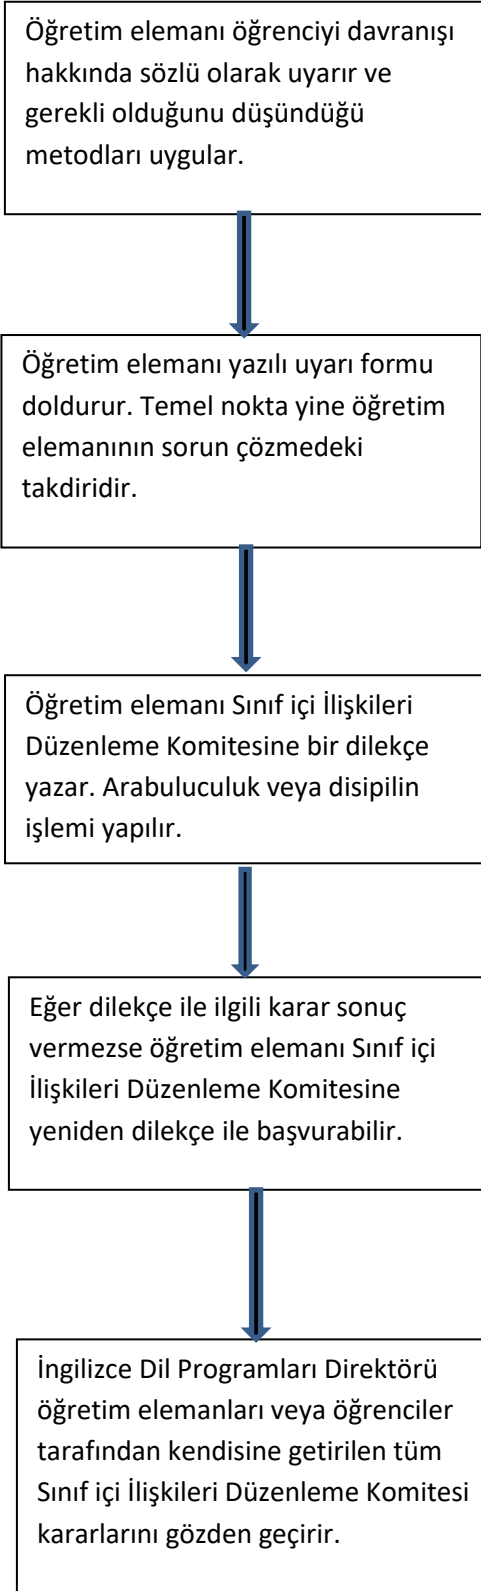 Öğretim elemanı öğrenciyi davranışı
hakkında sözlü olarak uyarır ve
gerekli olduğunu düşündüğü
metodları uygular.
Öğretim elemanı yazılı uyarı formu
doldurur. Temel nokta yine öğretim
elemanının sorun çözmedeki
takdiridir.
Öğretim elemanı Sınıf içi İlişkileri
Düzenleme Komitesine bir dilekçe
yazar. Arabuluculuk veya disipilin
işlemi yapılır.
Eğer dilekçe ile ilgili karar sonuç
vermezse öğretim elemanı Sınıf içi
İlişkileri Düzenleme Komitesine
yeniden dilekçe ile başvurabilir.
İngilizce Dil Programları Direktörü
öğretim elemanları veya öğrenciler
tarafından kendisine getirilen tüm
Sınıf içi İlişkileri Düzenleme Komitesi
kararlarını gözden geçirir.